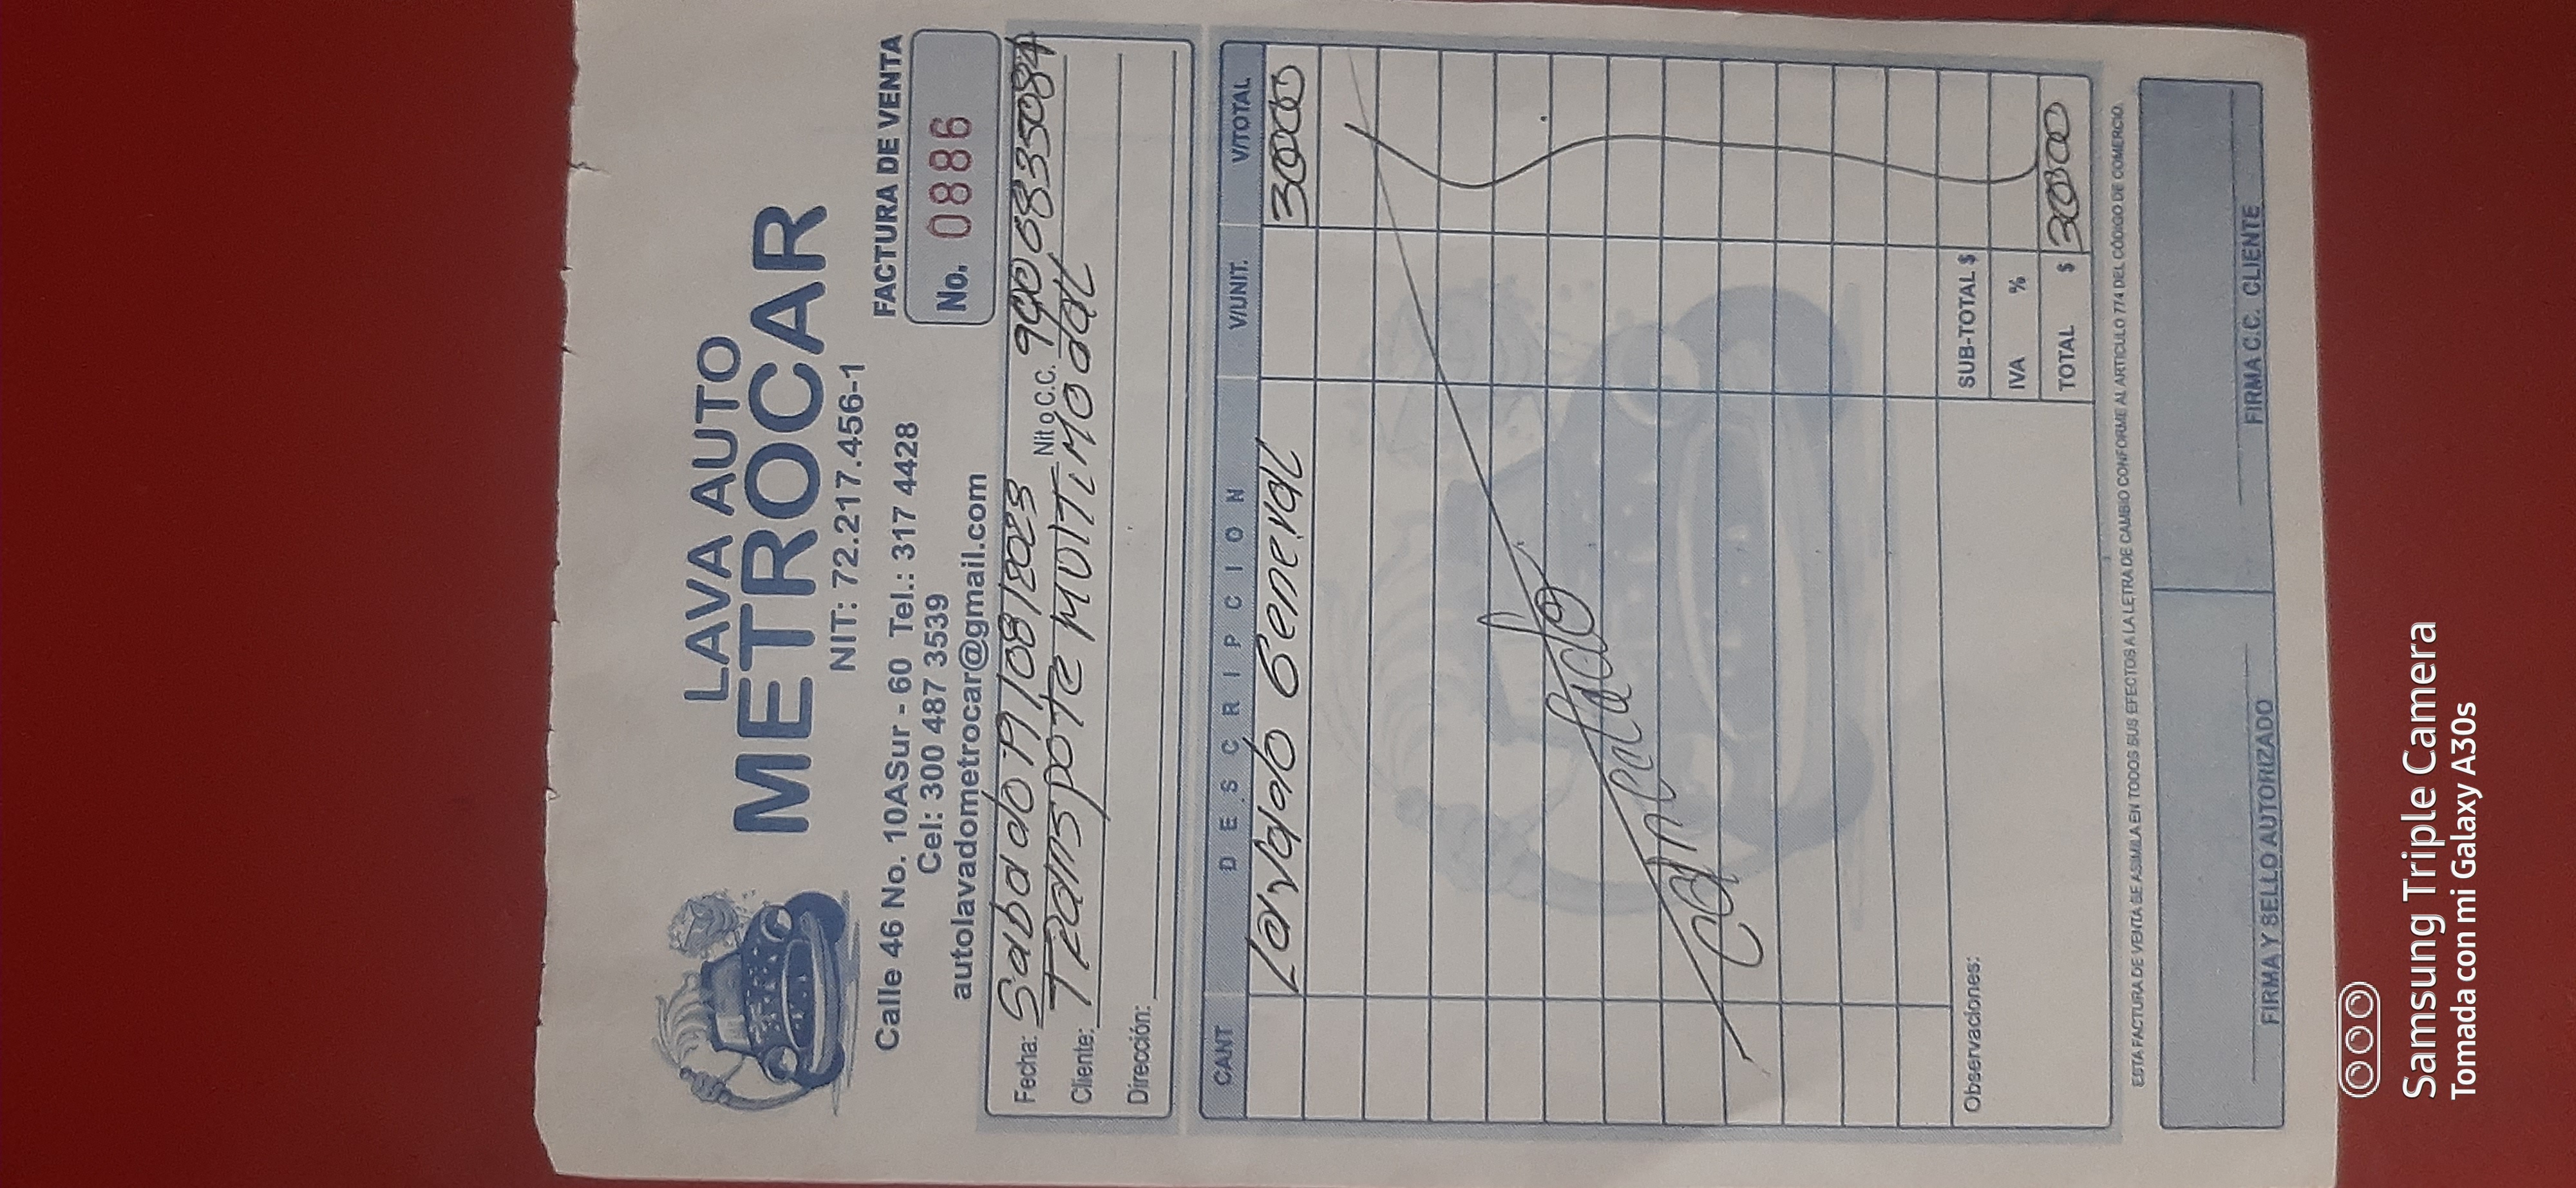 LAVA AUTO
METROCAR
NIT: 72.217.456-1
Calle 46 No. 10ASur - 60 Tel.: 317 4428
Cel: 300 487 3539
autolavadometrocar@gmail.com
FACTURA DE VENTA
No. 0886
Fecha: Sabado 19/08/2023 Nit o C.C. 9006835084
Cliente: Transpote MUlTiMOdal
Dirección:
CANT DESCRIPCION V/UNIT. V/TOTAL
Lavado General 30000
Canlelado
Observaciones:
SUB-TOTAL $
IVA %
TOTAL $ 30000
ESTA FACTURA DE VENTA SE ASIMILA EN TODOS SUS EFECTOS A LA LETRA DE CAMBIO CONFORME AL ARTICULO 774 DEL CÓDIGO DE COMERCIO.
FIRMA Y SELLO AUTORIZADO FIRMA C.C. CLIENTE
Samsung Triple Camera
Tomada con mi Galaxy A30s